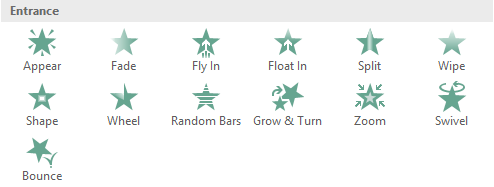 Entrance
Appear Fade Fly In Float In Split Wipe
Shape Wheel Random Bars Grow & Turn Zoom Swivel
Bounce